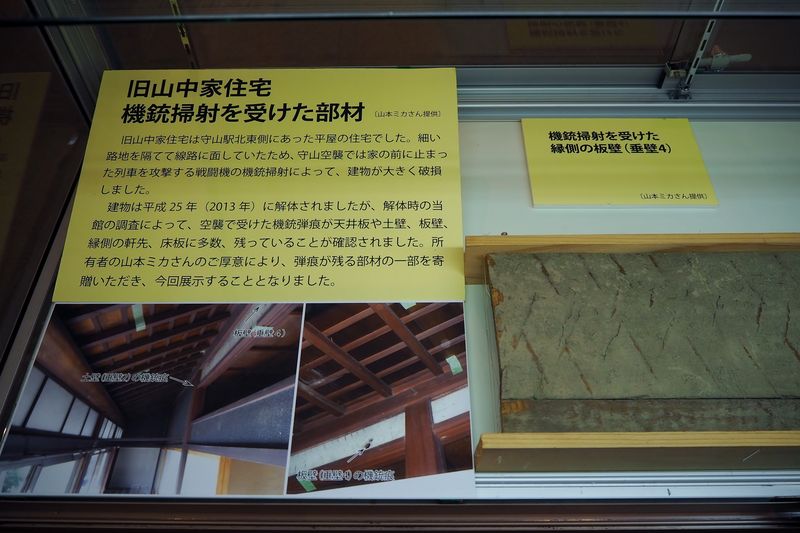 旧山中家住宅
機銃掃射を受けた部材 〔山本ミカさん提供〕
旧山中家住宅は守山駅北東側にあった平屋の住宅でした。細い
路地を隔てて線路に面していたため、守山空襲では家の前に止まっ
た列車を攻撃する戦闘機の機銃掃射によって、建物が大きく破損
しました。
建物は平成25年（2013年）に解体されましたが、解体時の当
館の調査によって、空襲で受けた機銃弾痕が天井板や土壁、板壁、
縁側の軒先、床板に多数、残っていることが確認されました。所
有者の山本ミカさんのご厚意により、弾痕が残る部材の一部を寄
贈いただき、今回展示することとなりました。
機銃掃射を受けた
縁側の板壁（垂壁4）
〔山本ミカさん提供〕
板壁（垂壁4）
の機銃痕
板壁（垂壁4）の機銃痕